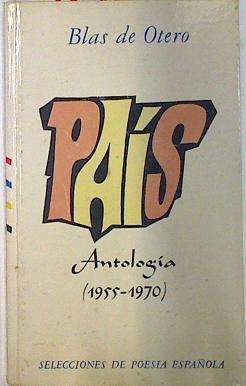 Blas de Otero
PAÍS
Antología
(1955-1970)
SELECCIONES DE POESIA ESPAÑOLA